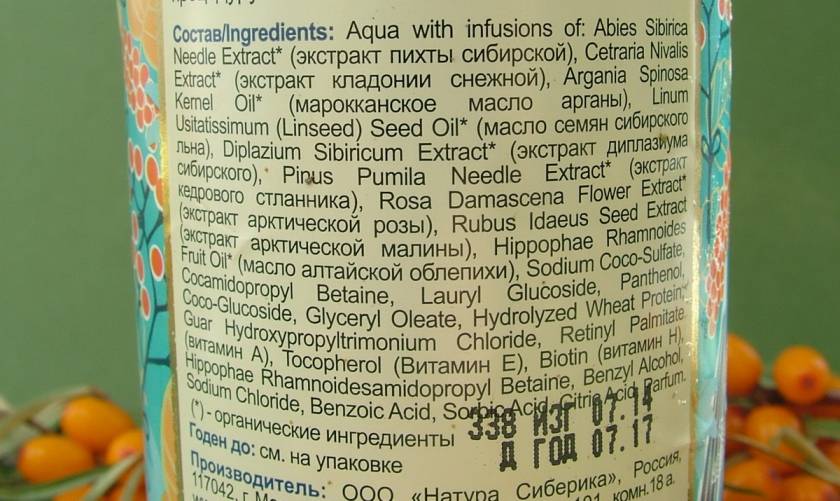 Состав/Ingredients: Aqua with infusions of: Abies Sibirica
Needle Extract* (экстракт пихты сибирской), Cetraria Nivalis
Extract* (экстракт кладонии снежной), Argania Spinosa
Kernel Oil* (марокканское масло арганы), Linum
Usitatissimum (Linseed) Seed Oil* (масло семян сибирского
льна), Diplazium Sibiricum Extract* (экстракт диплазиума
сибирского), Pinus Pumila Needle Extract* (экстракт
кедрового стланника), Rosa Damascena Flower Extract*
(экстракт арктической розы), Rubus Idaeus Seed Extract
(экстракт арктической малины), Hippophae Rhamnoides
Fruit Oil* (масло алтайской облепихи), Sodium Coco-Sulfate,
Cocamidopropyl Betaine, Lauryl Glucoside, Panthenol,
Coco-Glucoside, Glyceryl Oleate, Hydrolyzed Wheat Protein,
Guar Hydroxypropyltrimonium Chloride, Retinyl Palmitate
(витамин А), Tocopherol (Витамин Е), Biotin (витамин Н),
Hippophae Rhamnoidesamidopropyl Betaine, Benzyl Alcohol,
Sodium Chloride, Benzoic Acid, Sorbic Acid, Citric Acid, Parfum.
(*) - органические ингредиенты
338 ИЗГ 07.14
Д ГОД 07.17
Годен до: см. на упаковке
Производитель: ООО «Натура Сиберика», Россия,
117042, г. комн.18 а.